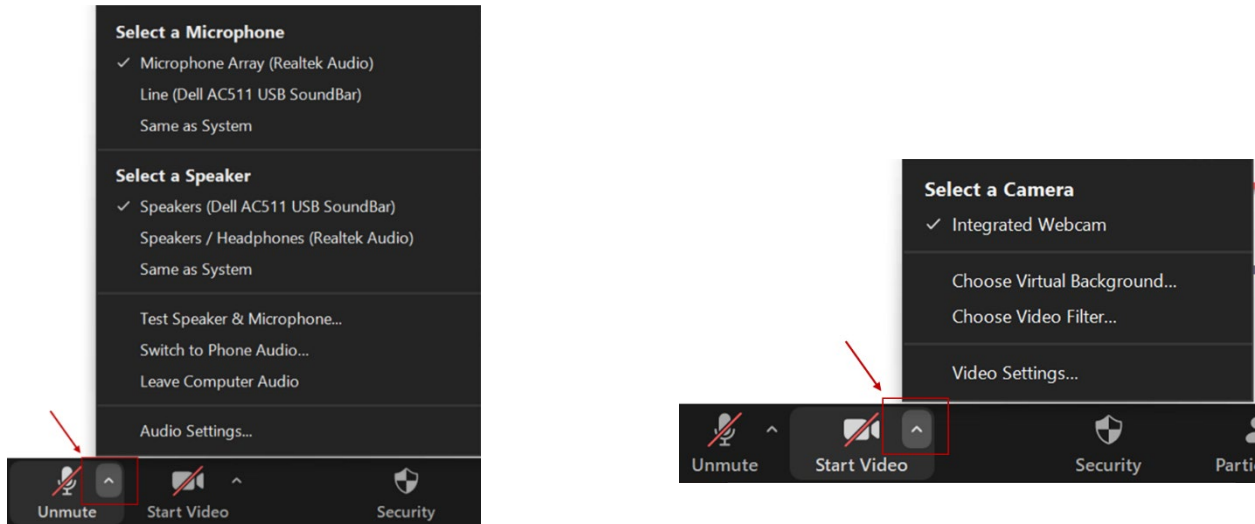 Select a Microphone
Microphone Array (Realtek Audio)
Line (Dell AC511 USB SoundBar)
Same as System
Select a Speaker
Speakers (Dell AC511 USB SoundBar)
Speakers / Headphones (Realtek Audio)
Same as System
Test Speaker & Microphone...
Switch to Phone Audio...
Leave Computer Audio
Audio Settings...
Unmute Start Video Security
Select a Camera
Integrated Webcam
Choose Virtual Background...
Choose Video Filter...
Video Settings...
Unmute Start Video Security Parti